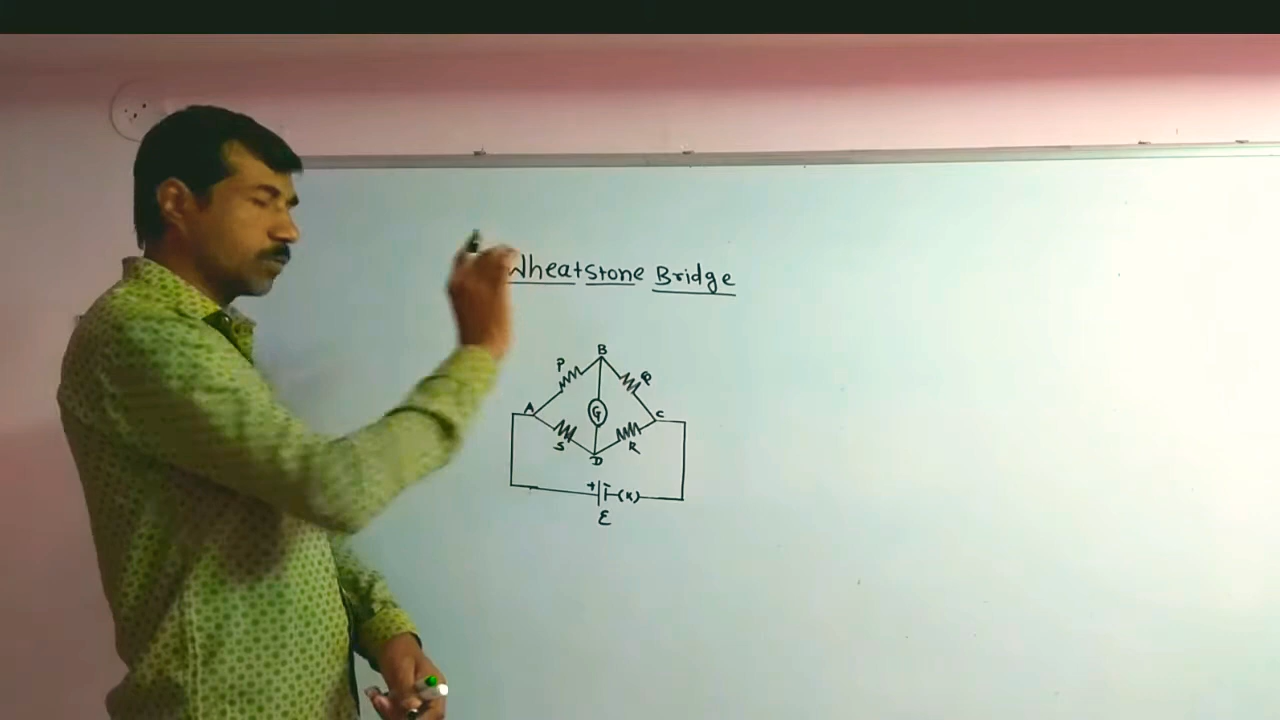 Wheatstone Bridge
B
P Q
A G C
S R
D
+ - (K)
E